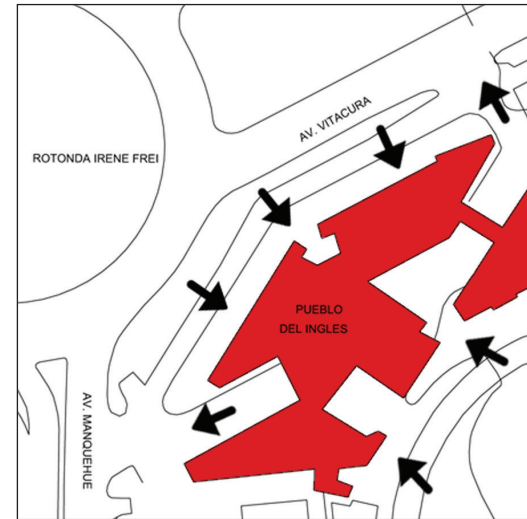 AV. VITACURA
ROTONDA IRENE FREI
PUEBLO
DEL INGLES
AV. MANQUEHUE